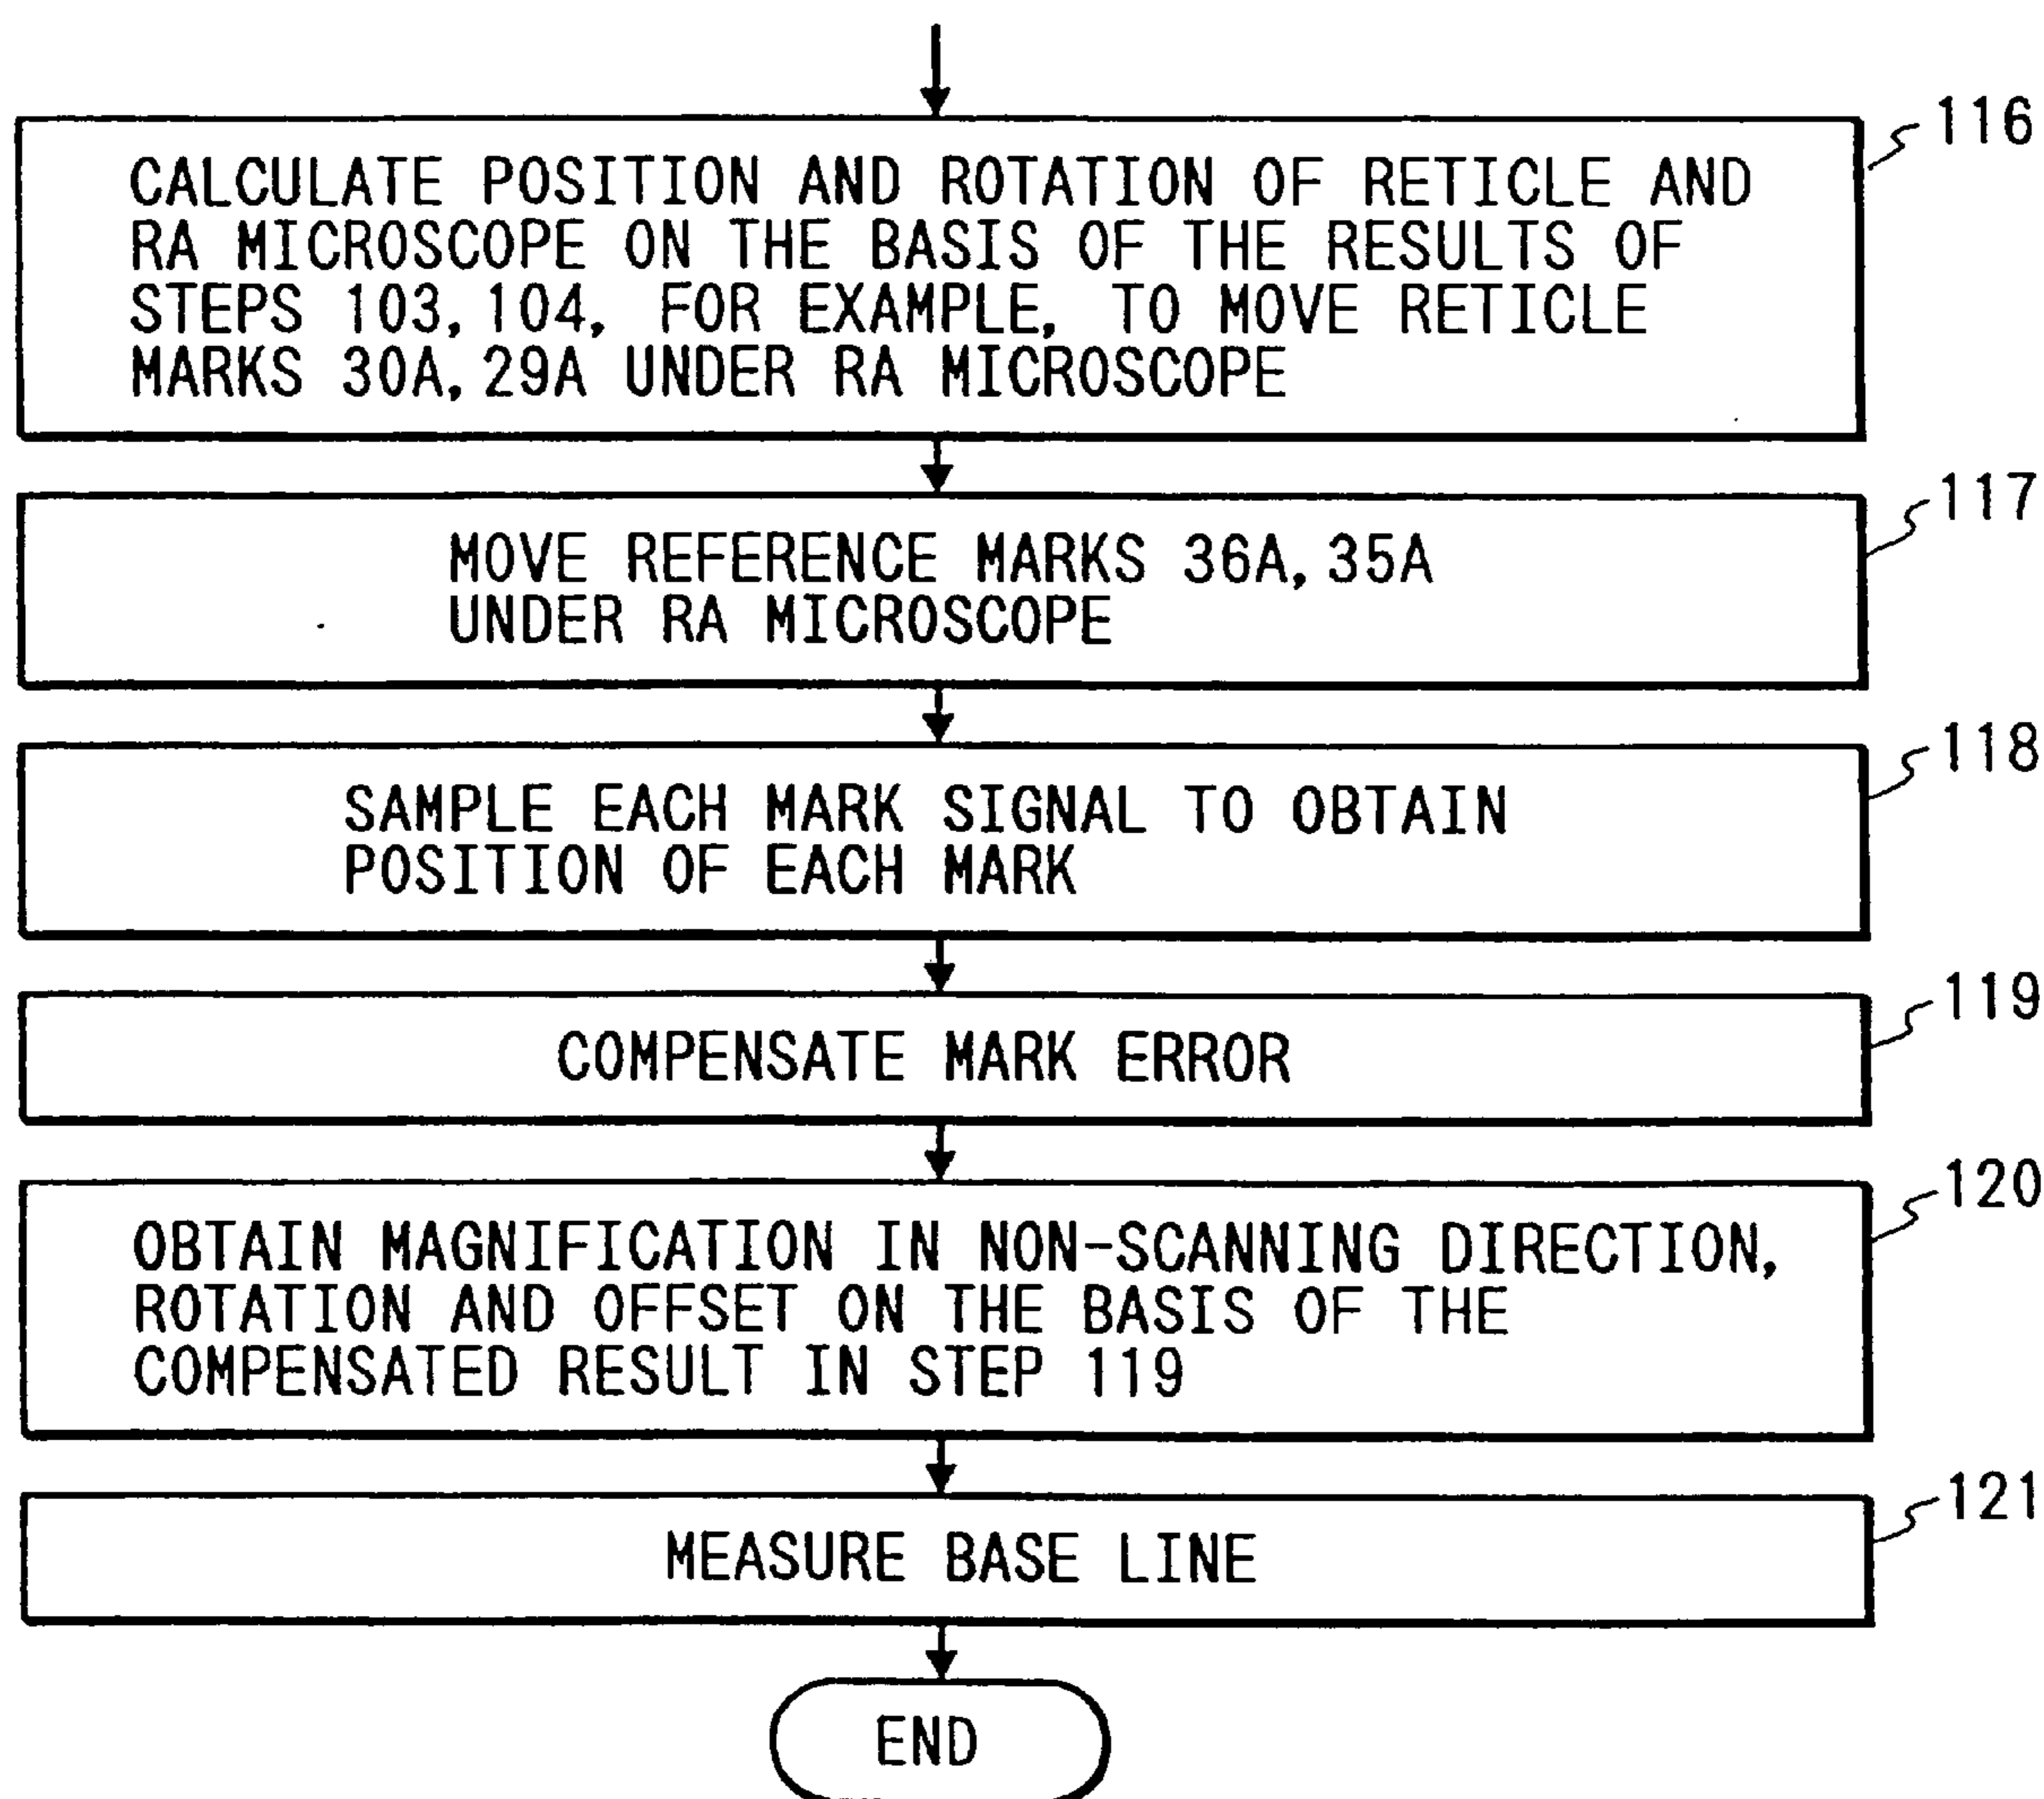 116
CALCULATE POSITION AND ROTATION OF RETICLE AND
RA MICROSCOPE ON THE BASIS OF THE RESULTS OF
STEPS 103, 104, FOR EXAMPLE, TO MOVE RETICLE
MARKS 30A, 29A UNDER RA MICROSCOPE
117
MOVE REFERENCE MARKS 36A, 35A
UNDER RA MICROSCOPE
118
SAMPLE EACH MARK SIGNAL TO OBTAIN
POSITION OF EACH MARK
119
COMPENSATE MARK ERROR
120
OBTAIN MAGNIFICATION IN NON-SCANNING DIRECTION,
ROTATION AND OFFSET ON THE BASIS OF THE
COMPENSATED RESULT IN STEP 119
121
MEASURE BASE LINE
END